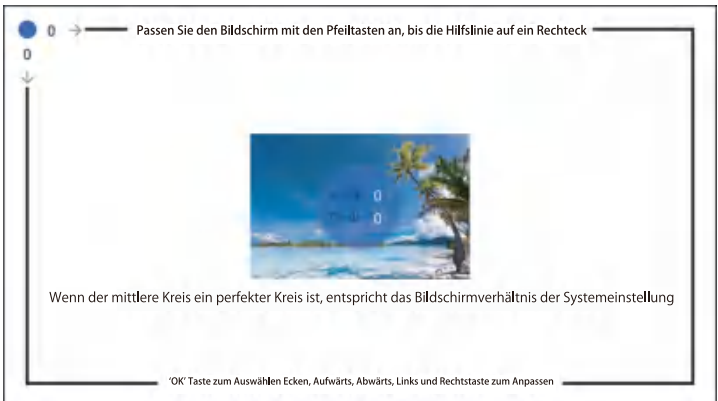 0
Passen Sie den Bildschirm mit den Pfeiltasten an, bis die Hilfslinie auf ein Rechteck
0
0
0
Wenn der mittlere Kreis ein perfekter Kreis ist, entspricht das Bildschirmverhältnis der Systemeinstellung
'OK' Taste zum Auswählen Ecken, Aufwärts, Abwärts, Links und Rechtstaste zum Anpassen